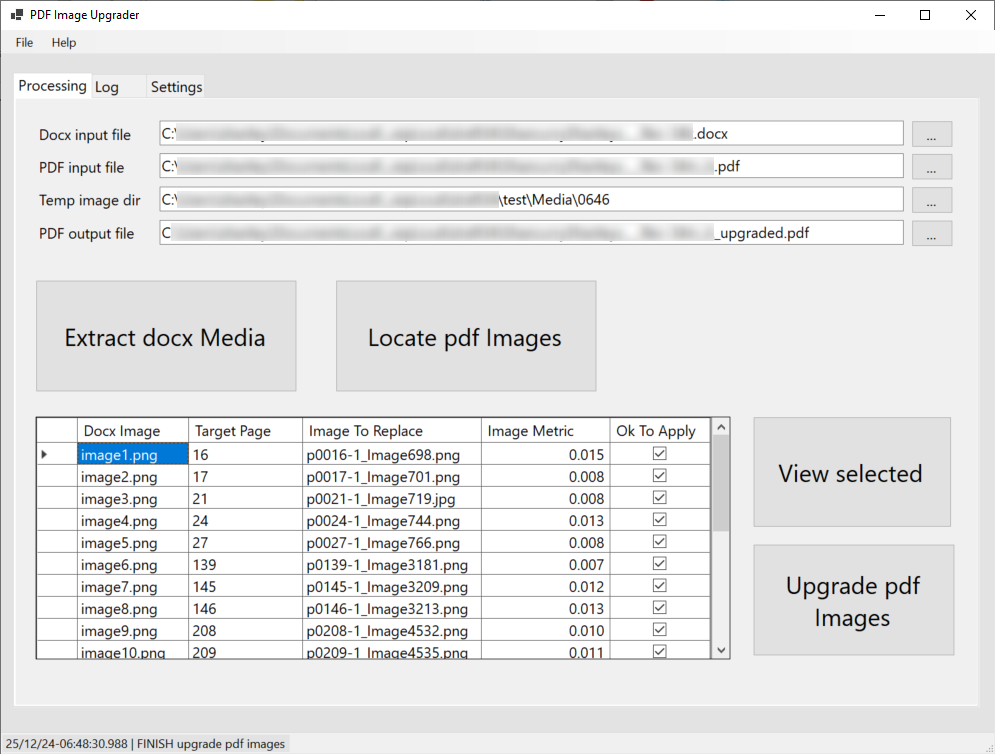 PDF Image Upgrader
File Help
Processing Log Settings
Docx input file C:\ .docx ...
PDF input file C:\ .pdf ...
Temp image dir C:\ \test\Media\0646 ...
PDF output file C _upgraded.pdf ...
Extract docx Media Locate pdf Images
Docx Image Target Page Image To Replace Image Metric Ok To Apply
image1.png 16 p0016-1_Image698.png 0.015
image2.png 17 p0017-1_Image701.png 0.008
image3.png 21 p0021-1_Image719.jpg 0.008
image4.png 24 p0024-1_Image744.png 0.013
image5.png 27 p0027-1_Image766.png 0.008
image6.png 139 p0139-1_Image3181.png 0.007
image7.png 145 p0145-1_Image3209.png 0.012
image8.png 146 p0146-1_Image3213.png 0.013
image9.png 208 p0208-1_Image4532.png 0.010
image10.png 209 p0209-1_Image4535.png 0.011
View selected
Upgrade pdf
Images
25/12/24-06:48:30.988 | FINISH upgrade pdf images